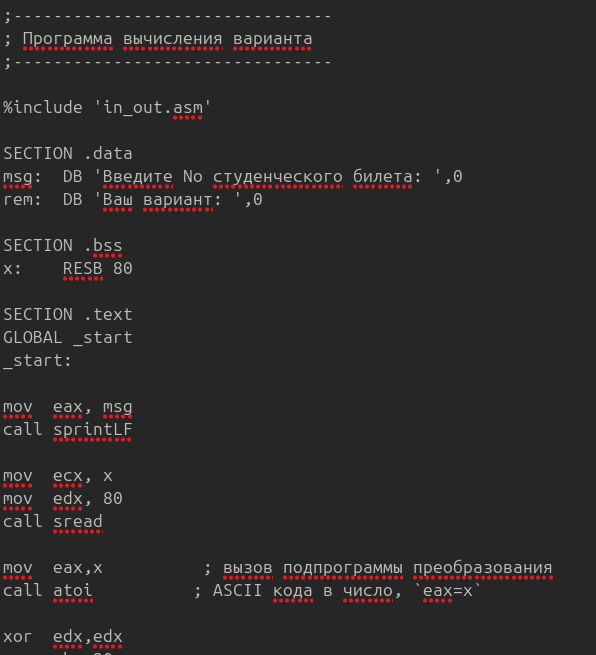 ;--------------------------------
; Программа вычисления варианта
;--------------------------------
%include 'in_out.asm'
SECTION .data
msg:  DB 'Введите No студенческого билета: ',0
rem:  DB 'Ваш вариант: ',0
SECTION .bss
x:    RESB 80
SECTION .text
GLOBAL _start
_start:
mov  eax, msg
call sprintLF
mov  ecx, x
mov  edx, 80
call sread
mov  eax,x          ; вызов подпрограммы преобразования
call atoi          ; ASCII кода в число, `eax=x`
xor  edx,edx